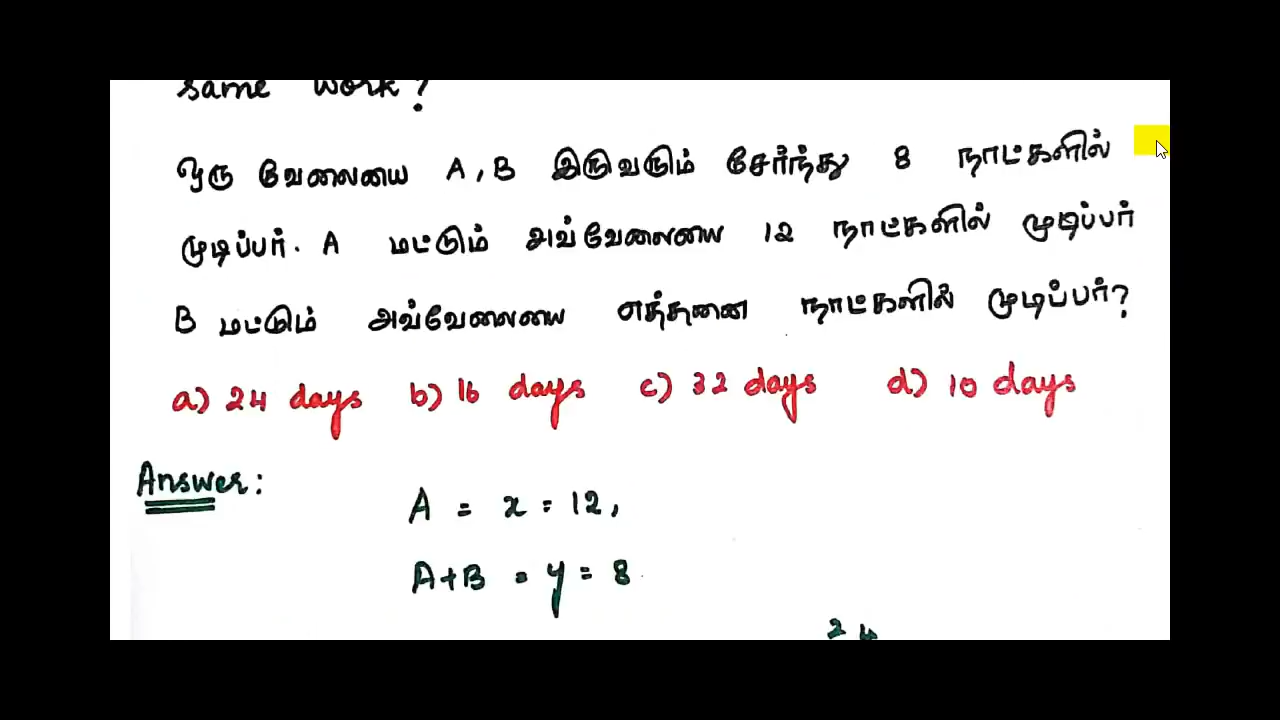 same work?
ஒரு வேலையை A, B இருவரும் சேர்ந்து 8 நாட்களில்
முடிப்பர். A மட்டும் அவ்வேலையை 12 நாட்களில் முடிப்பர்
B மட்டும் அவ்வேலையை எத்தனை நாட்களில் முடிப்பர்?
a) 24 days b) 16 days c) 32 days d) 10 days
Answer:
A = x = 12,
A+B = y = 8